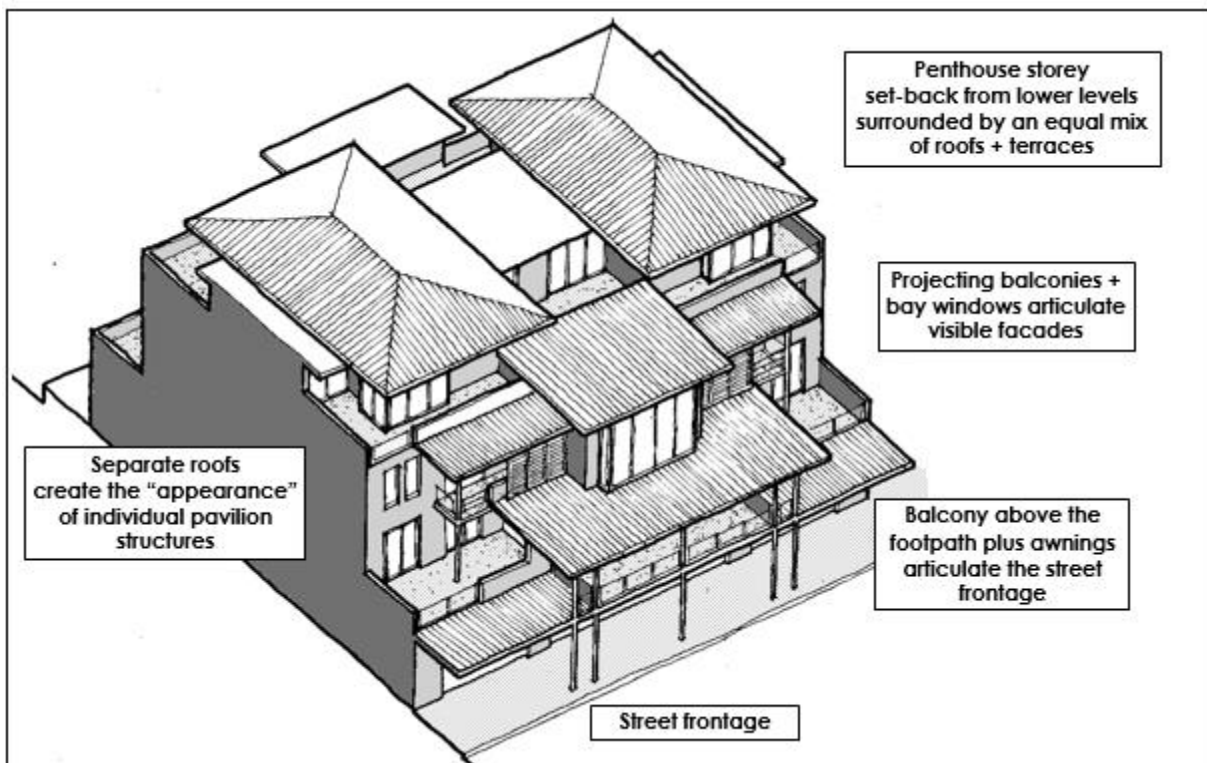 Penthouse storey
set-back from lower levels
surrounded by an equal mix
of roofs + terraces
Projecting balconies +
bay windows articulate
visible facades
Separate roofs
create the “appearance”
of individual pavilion
structures
Balcony above the
footpath plus awnings
articulate the street
frontage
Street frontage